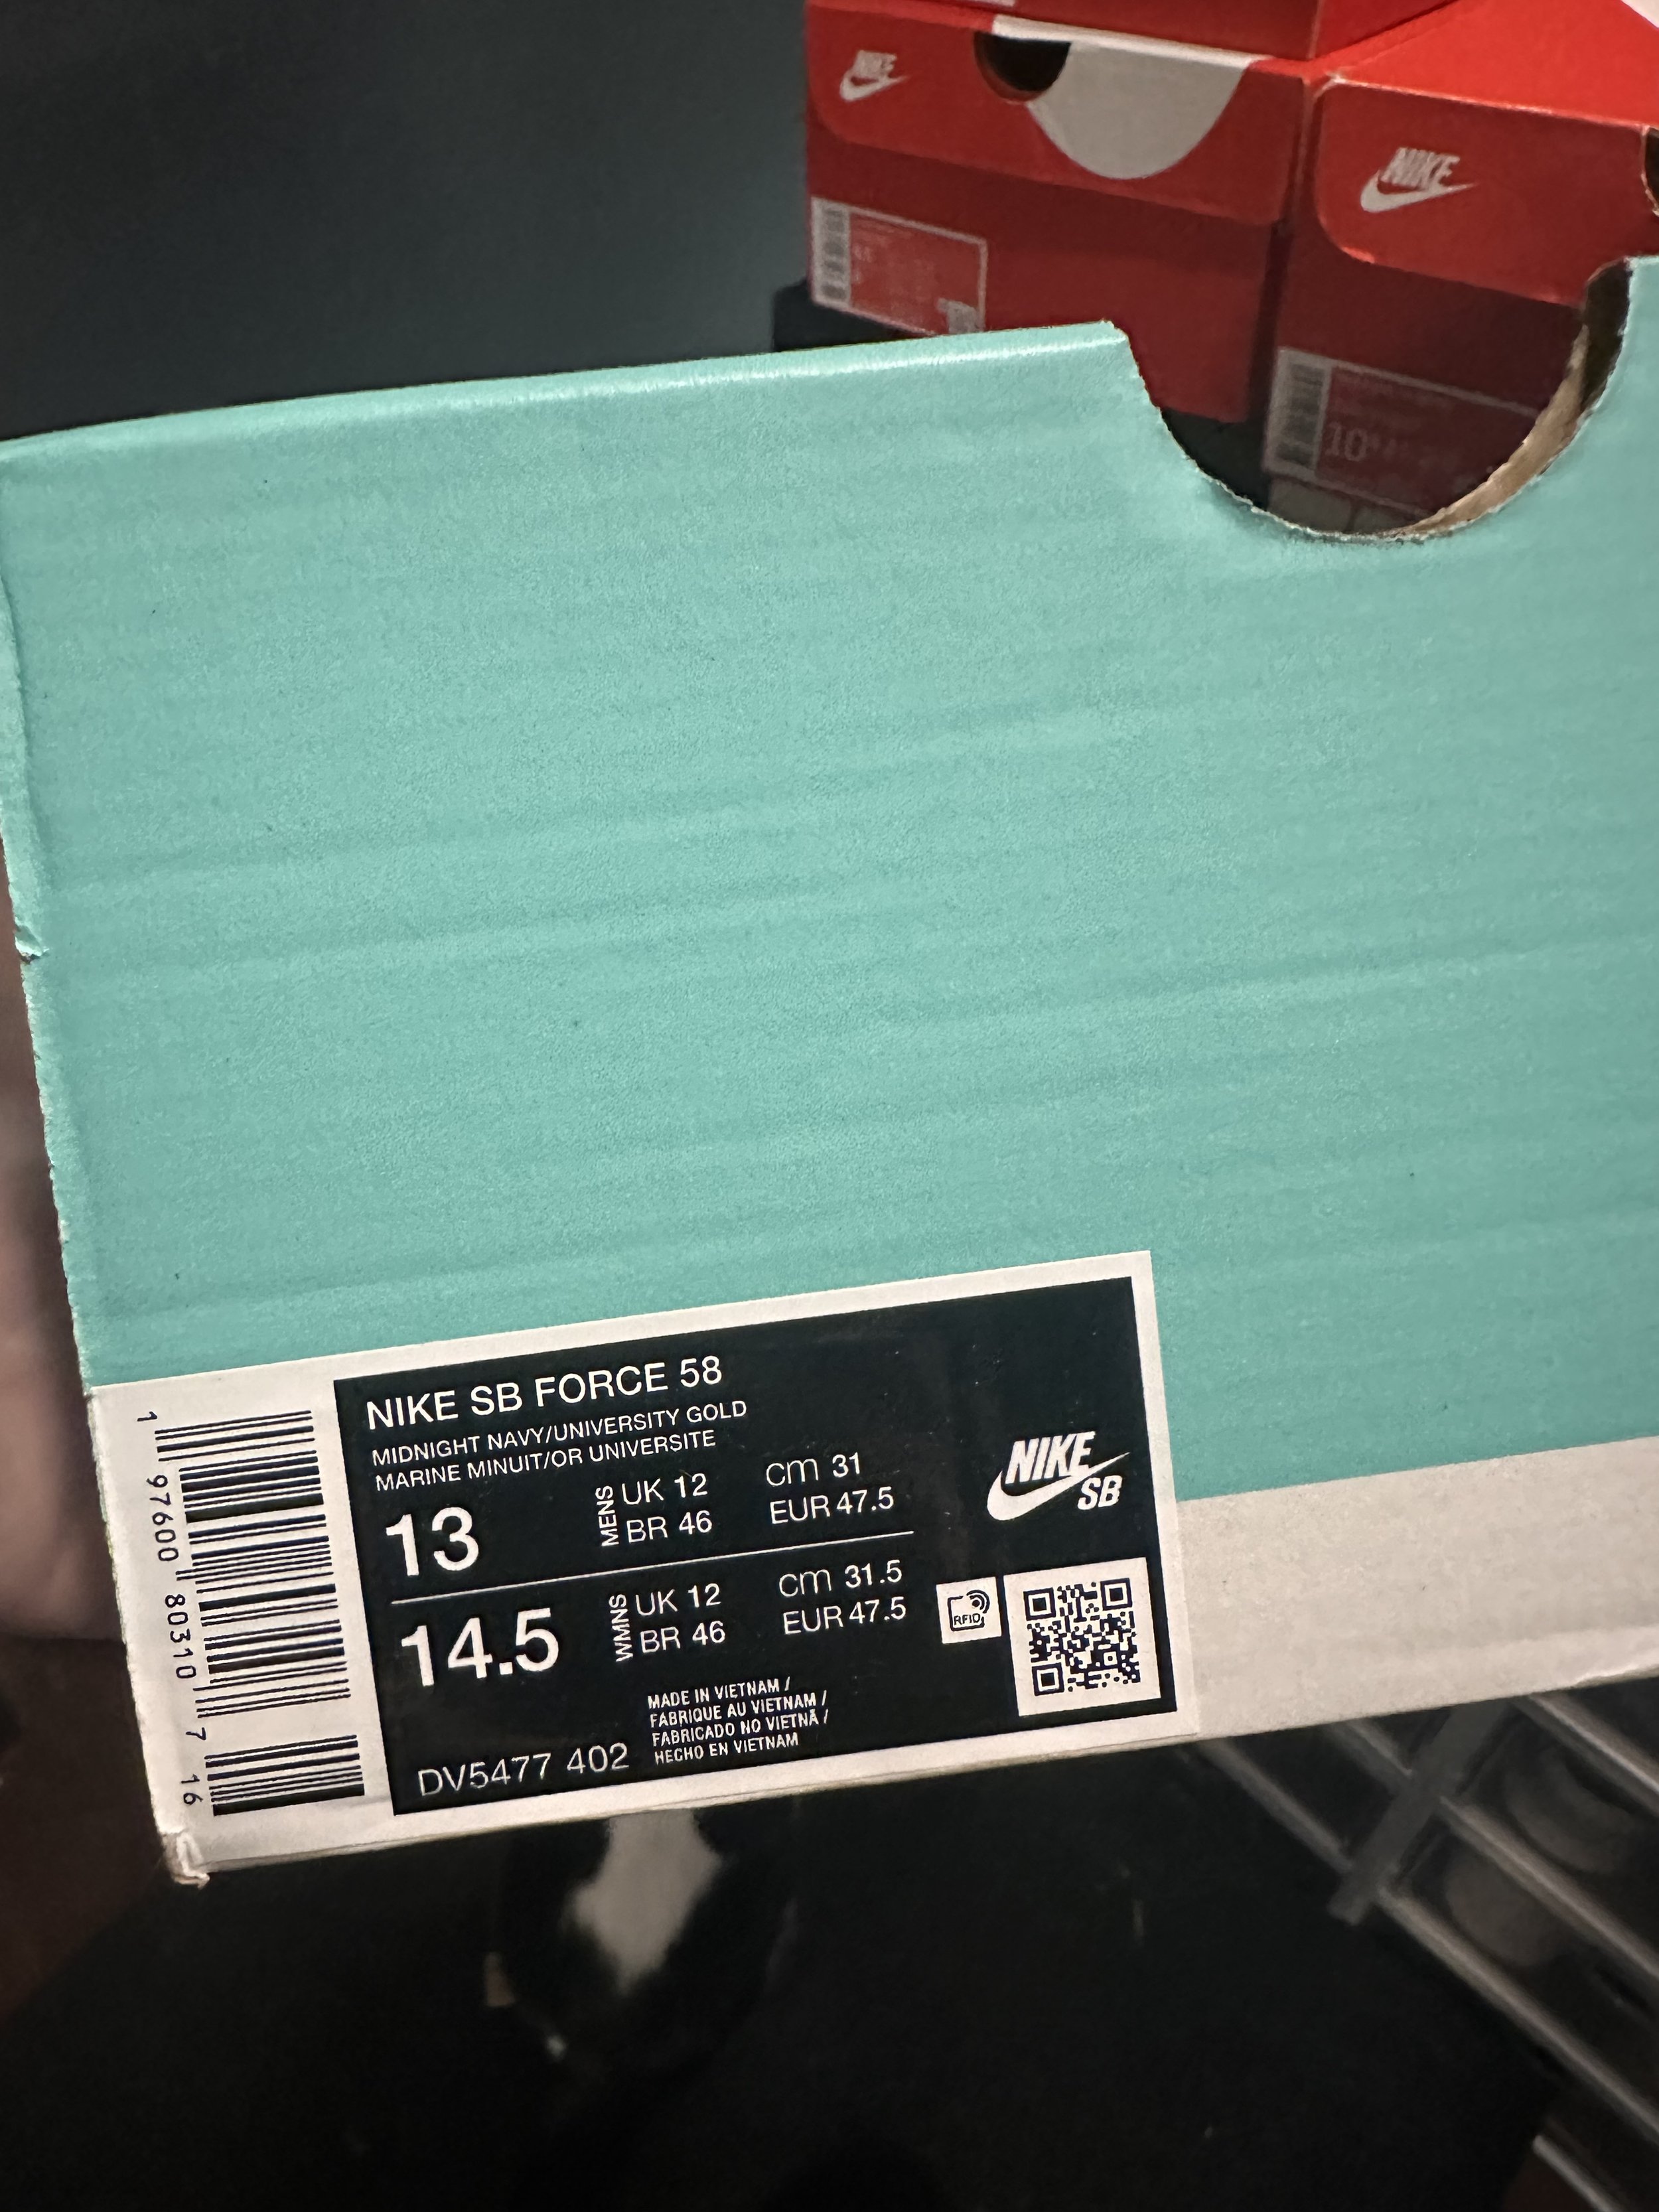 NIKE
NIKE
10
NIKE SB FORCE 58
MIDNIGHT NAVY/UNIVERSITY GOLD
MARINE MINUIT/OR UNIVERSITE
13
MENS
UK 12
BR 46
cm 31
EUR 47.5
NIKE
SB
14.5
WMNS
UK 12
BR 46
cm 31.5
EUR 47.5
RFID
MADE IN VIETNAM /
FABRIQUE AU VIETNAM /
FABRICADO NO VIETNÃ /
HECHO EN VIETNAM
DV5477 402
1 97600 80310 7 16